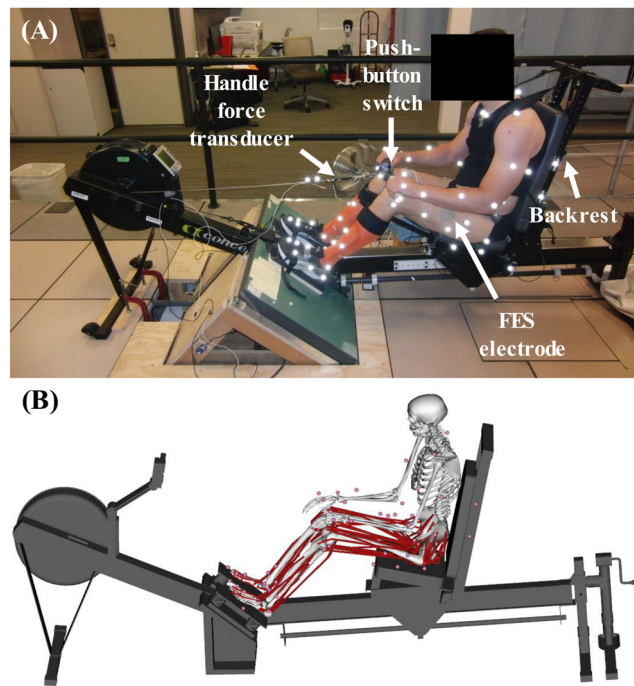 (A)
Push-
button
switch
Handle
force
transducer
Backrest
FES
electrode
(B)